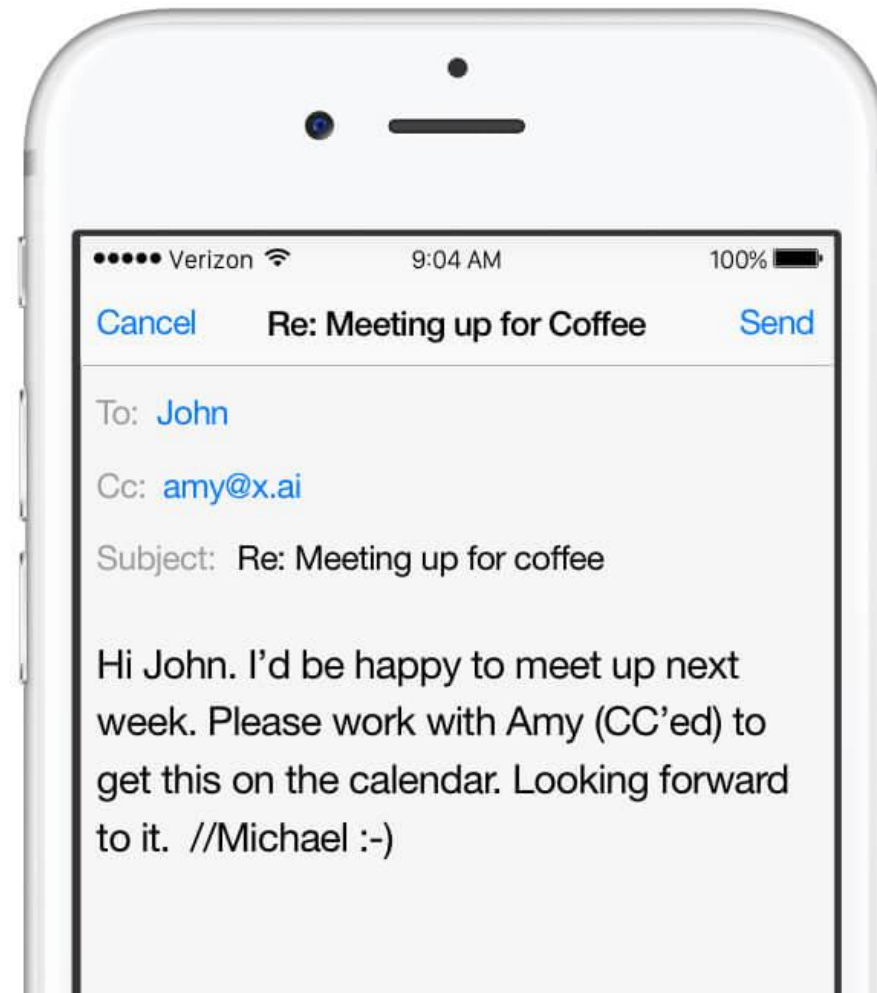 ●●●●● Verizon 9:04 AM 100%
Cancel Re: Meeting up for Coffee Send
To: John
Cc: amy@x.ai
Subject: Re: Meeting up for coffee
Hi John. I'd be happy to meet up next
week. Please work with Amy (CC'ed) to
get this on the calendar. Looking forward
to it.  //Michael :-)